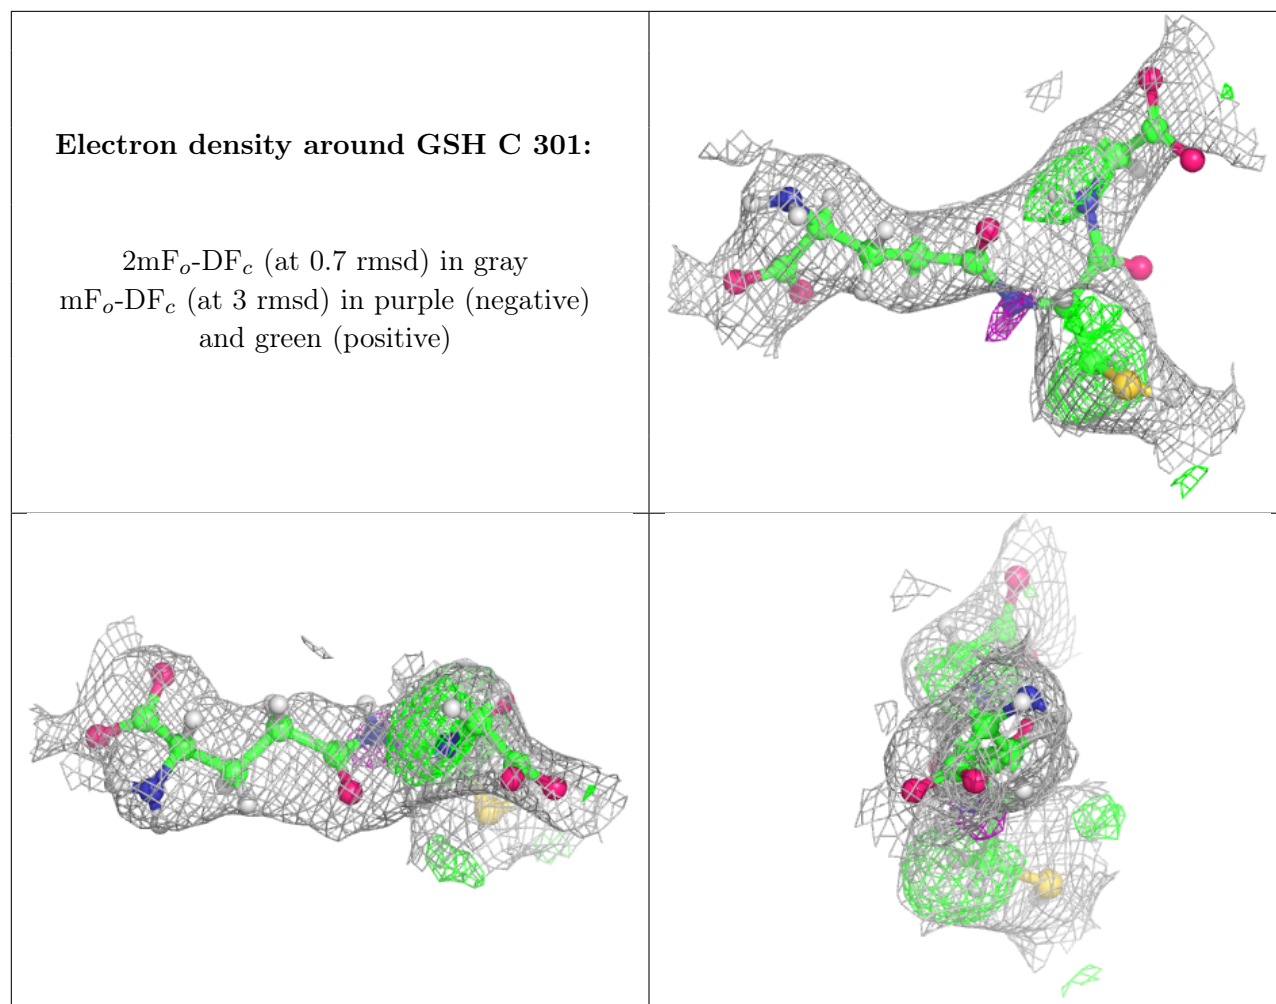 Electron density around GSH C 301:
2mFₒ-DF𝒸 (at 0.7 rmsd) in gray
mFₒ-DF𝒸 (at 3 rmsd) in purple (negative)
and green (positive)